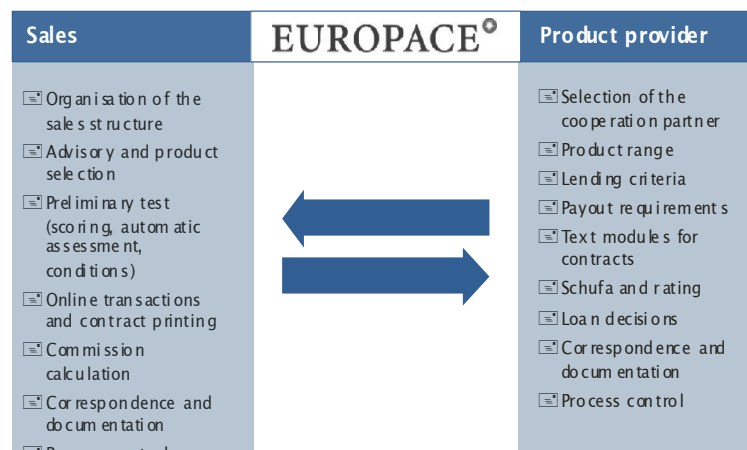 Sales
Organisation of the
sales structure
Advisory and product
selection
Preliminary test
(scoring, automatic
assessment,
conditions)
Online transactions
and contract printing
Commission
calculation
Correspondence and
documentation
EUROPACE
Product provider
Selection of the
cooperation partner
Product range
Lending criteria
Payout requirements
Text modules for
contracts
Schufa and rating
Loan decisions
Correspondence and
documentation
Process control